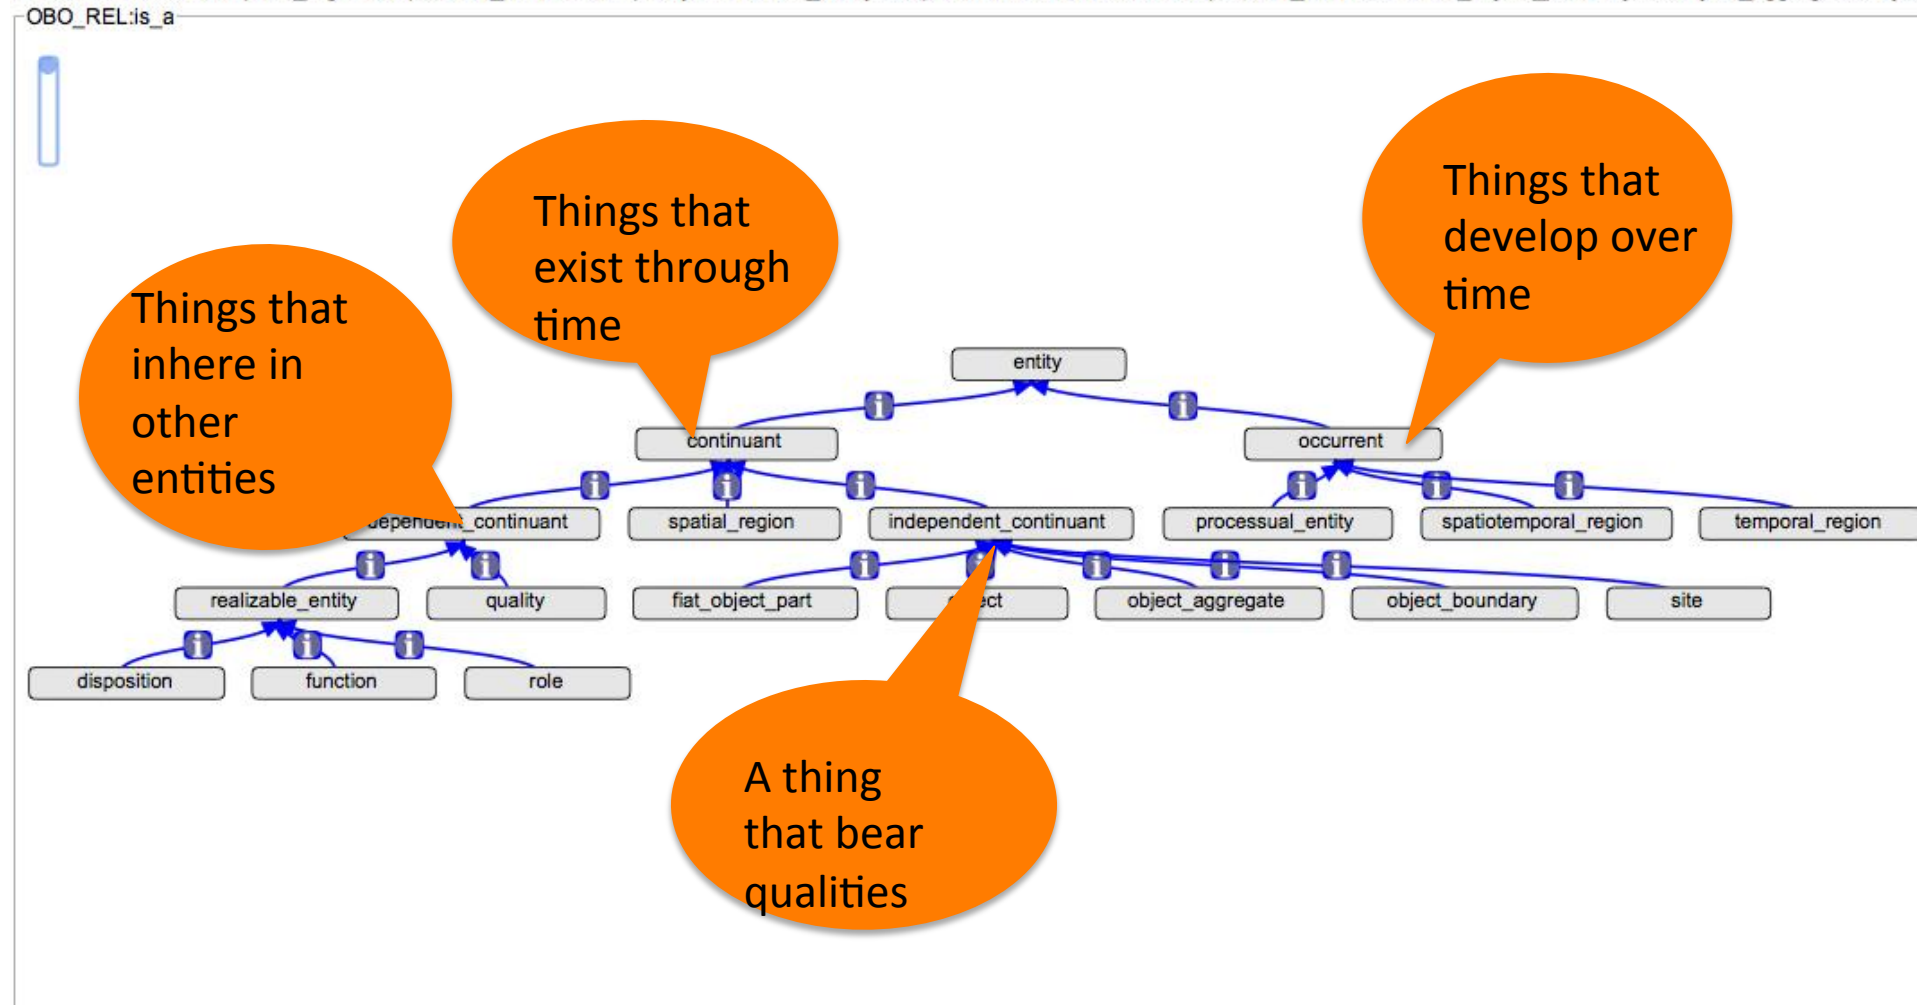 OBO_REL:is_a
Things that
develop over
time
Things that
exist through
time
Things that
inhere in
other
entities
entity
continuant
occurrent
dependent_continuant
spatial_region
independent_continuant
processual_entity
spatiotemporal_region
temporal_region
realizable_entity
quality
fiat_object_part
object_aggregate
object_boundary
site
disposition
function
role
A thing
that bear
qualities